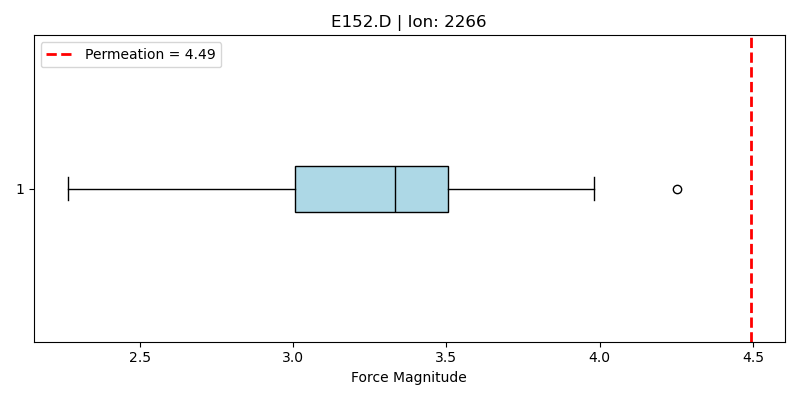 E152.D | Ion: 2266
Permeation = 4.49
1
2.5 3.0 3.5 4.0 4.5
Force Magnitude